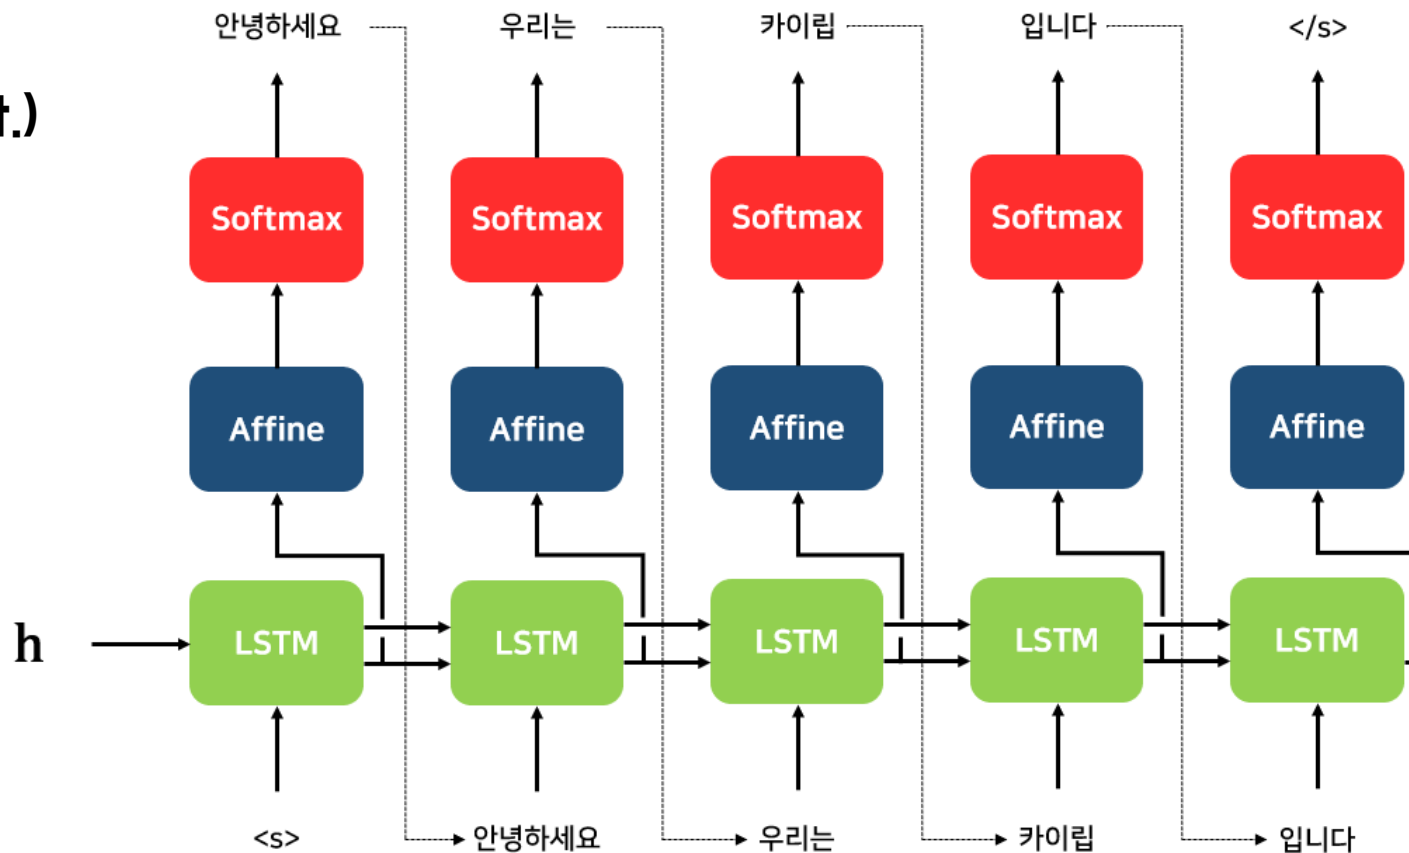 안녕하세요 우리는 카이립 입니다 </s>
.)
Softmax Softmax Softmax Softmax Softmax
Affine Affine Affine Affine Affine
h LSTM LSTM LSTM LSTM LSTM
<s> 안녕하세요 우리는 카이립 입니다